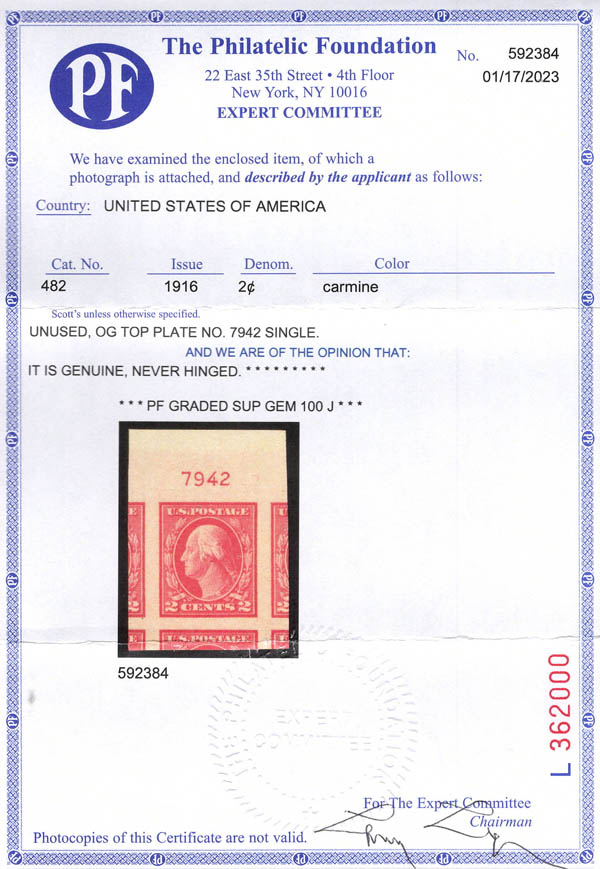 PF
The Philatelic Foundation
22 East 35th Street • 4th Floor
New York, NY 10016
EXPERT COMMITTEE
No. 592384
01/17/2023
We have examined the enclosed item, of which a
photograph is attached, and described by the applicant as follows:
Country: UNITED STATES OF AMERICA
Cat. No. Issue Denom. Color
482 1916 2¢ carmine
Scott's unless otherwise specified.
UNUSED, OG TOP PLATE NO. 7942 SINGLE.
AND WE ARE OF THE OPINION THAT:
IT IS GENUINE, NEVER HINGED. * * * * * * * * *
* * * PF GRADED SUP GEM 100 J * * *
7942
U.S.POSTAGE
2 CENTS 2
U.S.POSTAGE
592384
THE PHILATELIC FOUNDATION
EXPERT
COMMITTEE
L 362000
For The Expert Committee
Chairman
Photocopies of this Certificate are not valid.